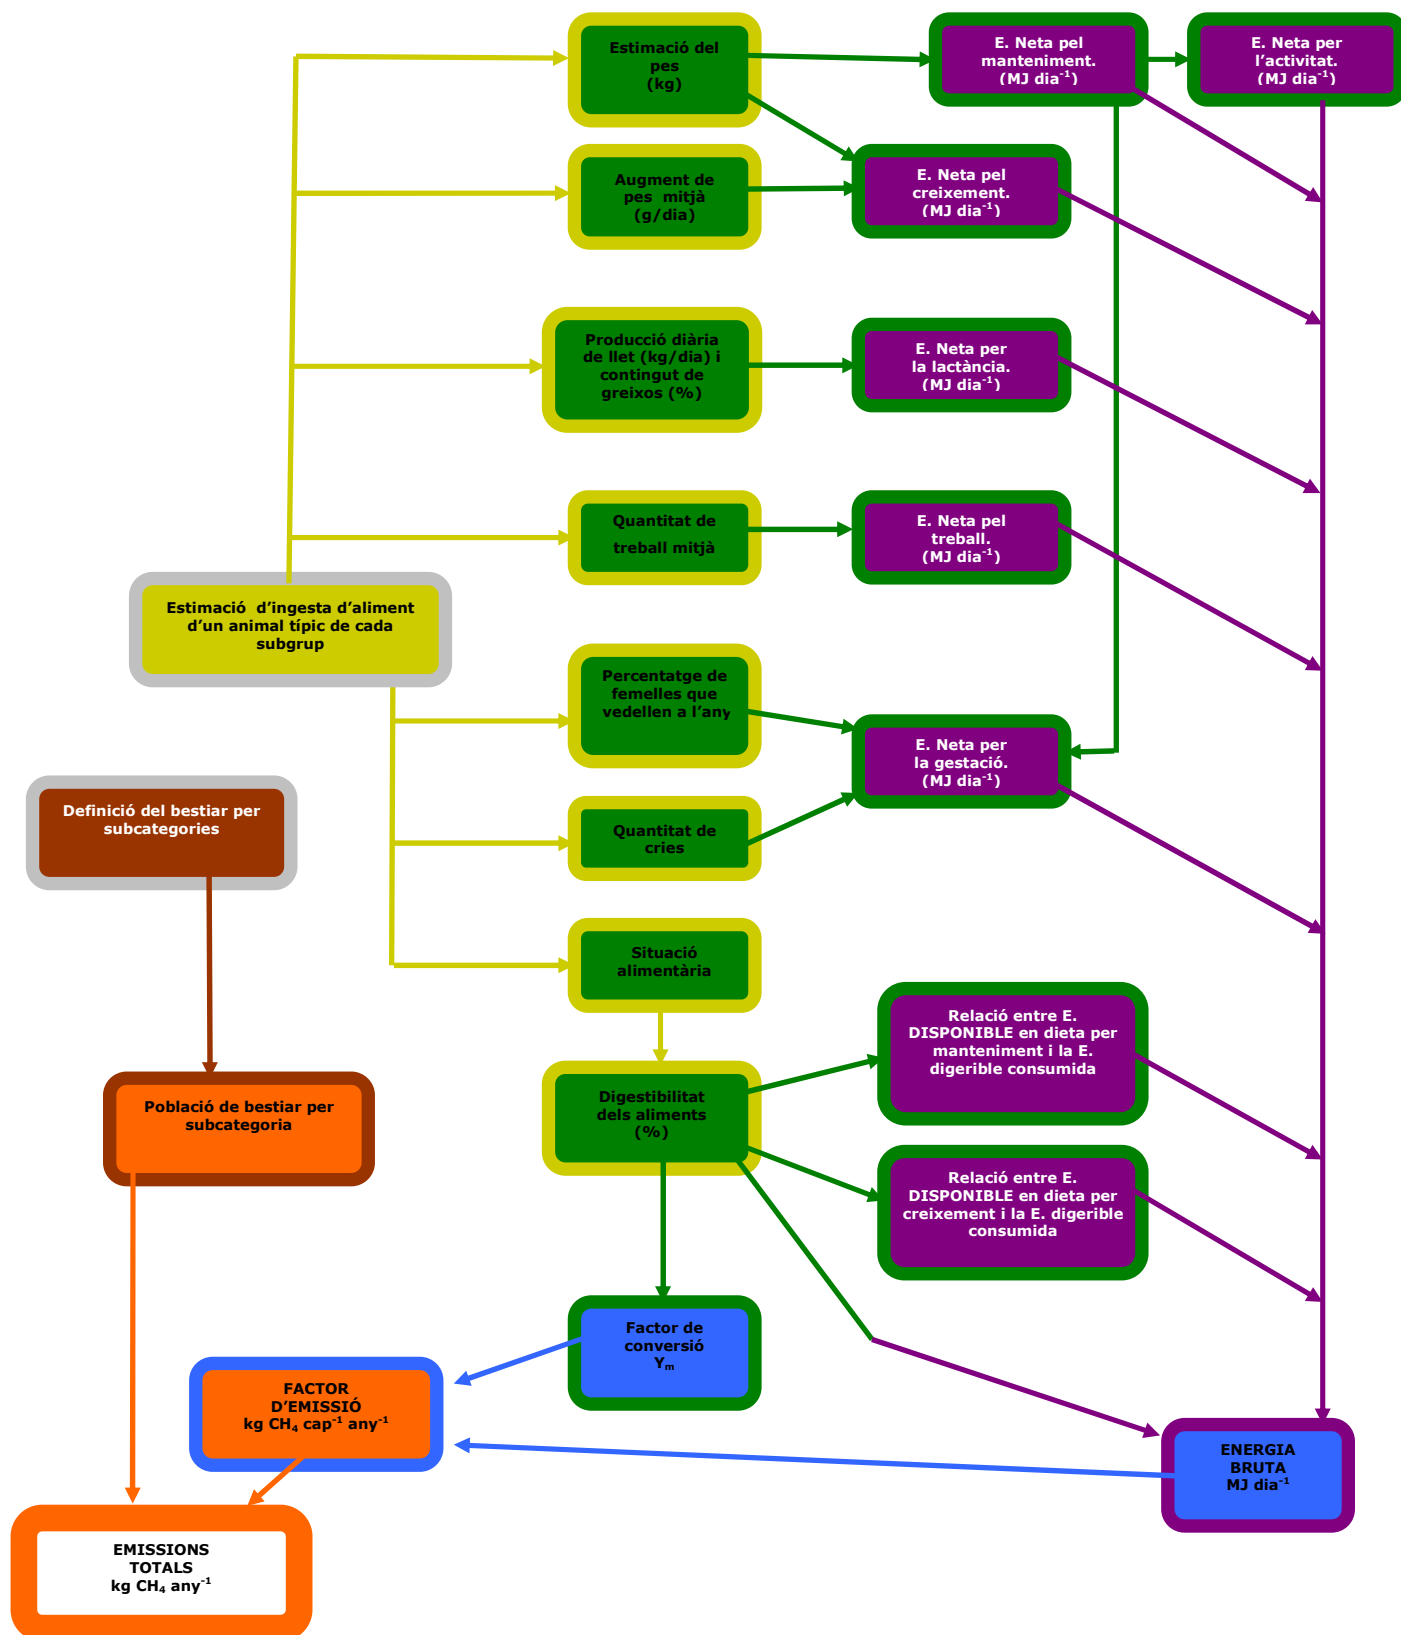 Estimació del
pes
(kg)
E. Neta pel
manteniment.
(MJ dia⁻¹)
E. Neta per
l’activitat.
(MJ dia⁻¹)
Augment de
pes mitjà
(g/dia)
E. Neta pel
creixement.
(MJ dia⁻¹)
Producció diària
de llet (kg/dia) i
contingut de
greixos (%)
E. Neta per
la lactància.
(MJ dia⁻¹)
Quantitat de
treball mitjà
E. Neta pel
treball.
(MJ dia⁻¹)
Estimació d’ingesta d’aliment
d’un animal típic de cada
subgrup
Percentatge de
femelles que
vedellen a l’any
E. Neta per
la gestació.
(MJ dia⁻¹)
Definició del bestiar per
subcategories
Quantitat de
cries
Situació
alimentària
Relació entre E.
DISPONIBLE en dieta per
manteniment i la E.
digerible consumida
Població de bestiar per
subcategoria
Digestibilitat
dels aliments
(%)
Relació entre E.
DISPONIBLE en dieta per
creixement i la E. digerible
consumida
Factor de
conversió
Yₘ
FACTOR
D’EMISSIÓ
kg CH₄ cap⁻¹ any⁻¹
ENERGIA
BRUTA
MJ dia⁻¹
EMISSIONS
TOTALS
kg CH₄ any⁻¹